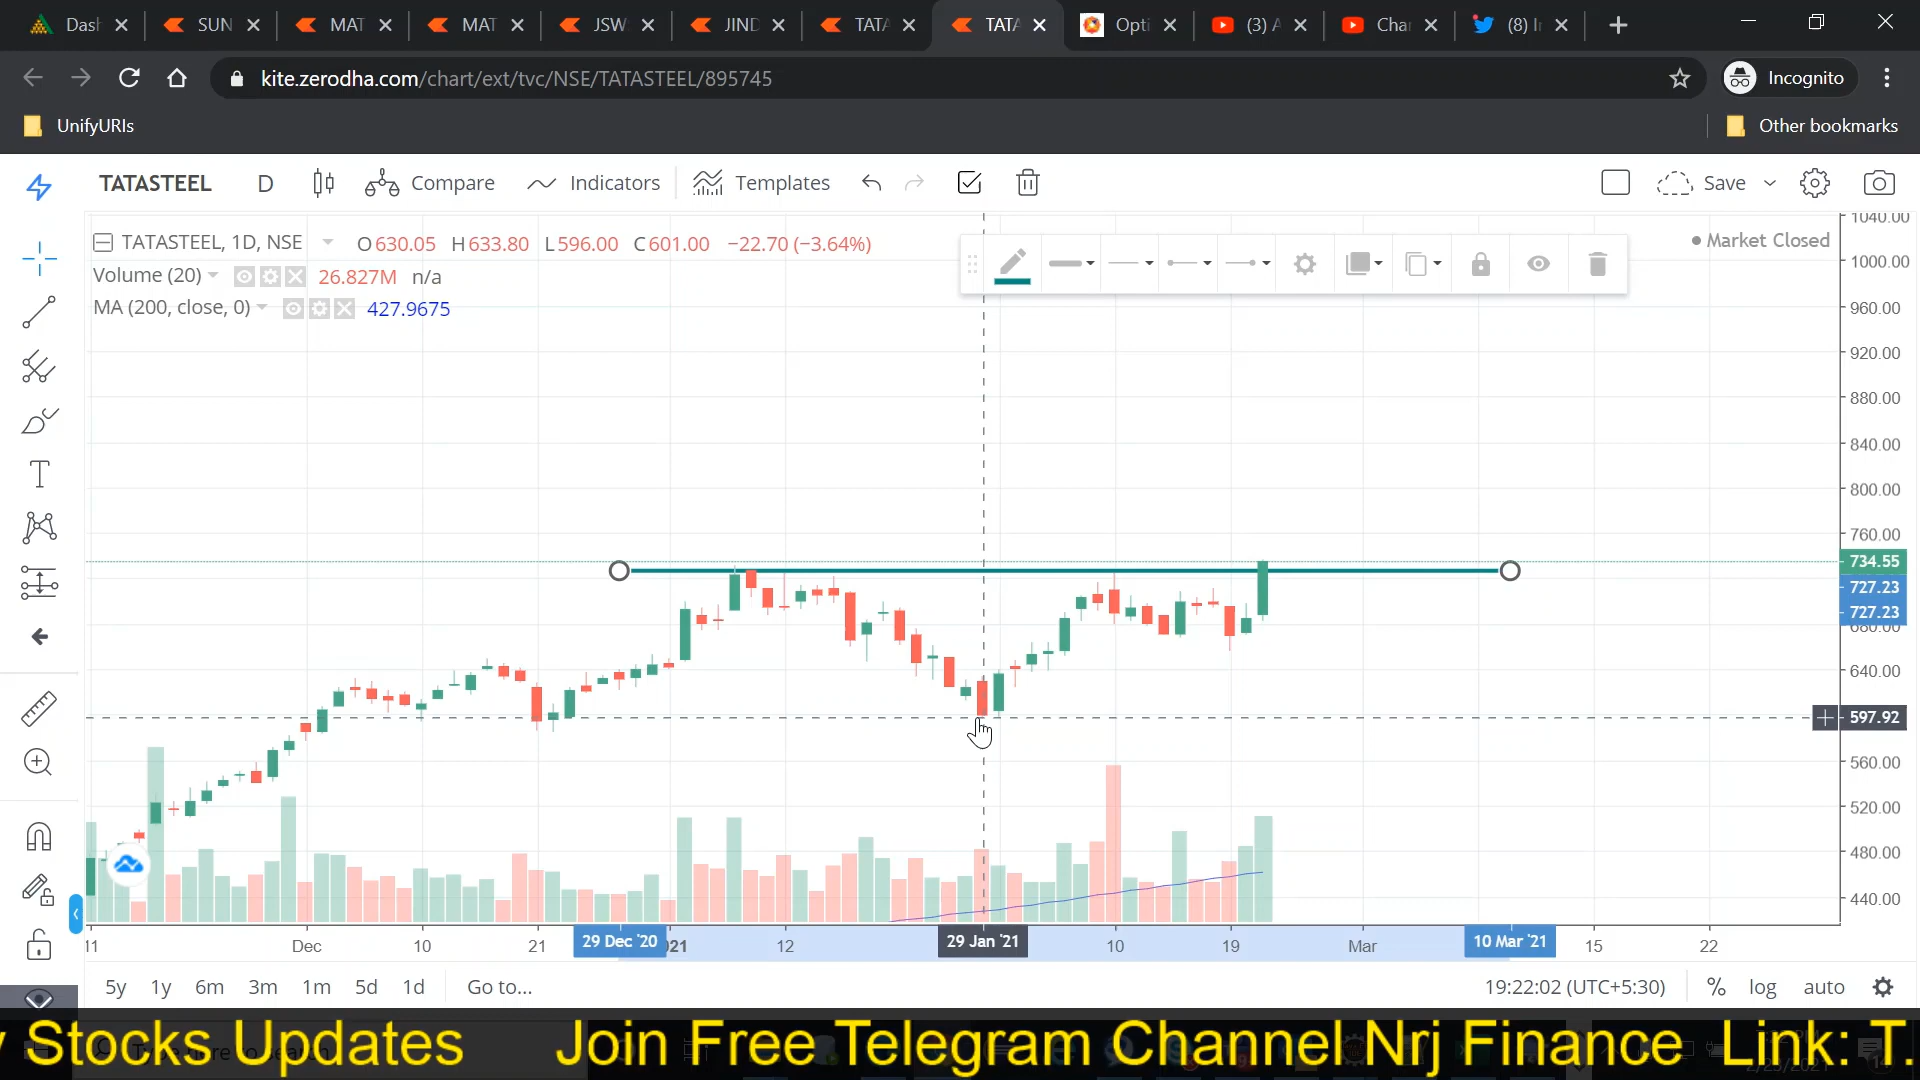 Dash
SUN
MAT
MAT
JSW
JIND
TATA
TATA
Opti
(3) A
Cha
(8) I
kite.zerodha.com/chart/ext/tvc/NSE/TATASTEEL/895745
Incognito
UnifyURIs
Other bookmarks
TATASTEEL D Compare Indicators Templates Save
TATASTEEL, 1D, NSE O630.05 H633.80 L596.00 C601.00 −22.70 (−3.64%)
Market Closed
Volume (20) 26.827M n/a
MA (200, close, 0) 427.9675
1040.00
1000.00
960.00
920.00
880.00
840.00
800.00
760.00
734.55
727.23
727.23
680.00
640.00
597.92
560.00
520.00
480.00
440.00
11 Dec 10 21 29 Dec '20 021 12 29 Jan '21 10 19 Mar 10 Mar '21 15 22
5y 1y 6m 3m 1m 5d 1d Go to... 19:22:02 (UTC+5:30) % log auto
y Stocks Updates Join Free Telegram Channel Nrj Finance Link: T.